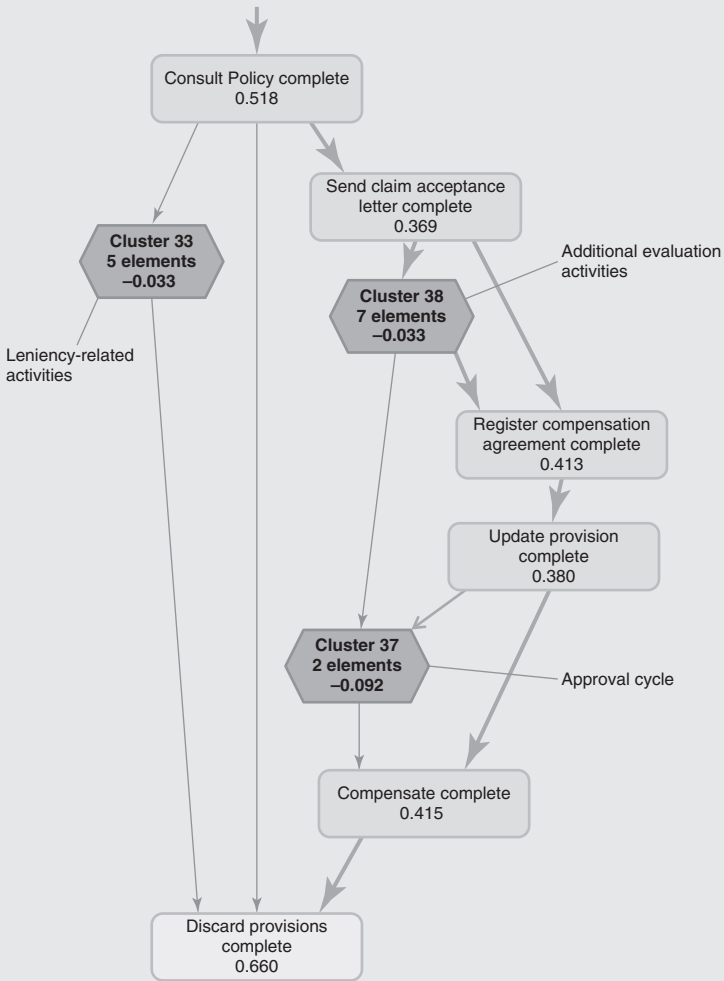 Consult Policy complete
0.518
Send claim acceptance
letter complete
0.369
Cluster 33
5 elements
–0.033
Additional evaluation
activities
Cluster 38
7 elements
–0.033
Leniency-related
activities
Register compensation
agreement complete
0.413
Update provision
complete
0.380
Cluster 37
2 elements
–0.092
Approval cycle
Compensate complete
0.415
Discard provisions
complete
0.660